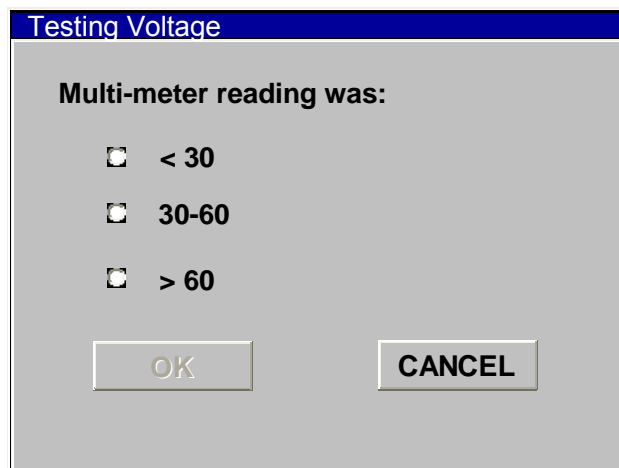 Testing Voltage
Multi-meter reading was:
< 30
30-60
> 60
OK CANCEL